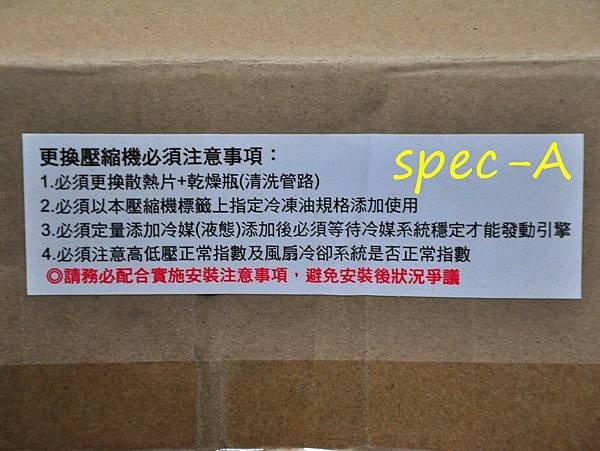 更換壓縮機必須注意事項：
spec-A
1.必須更換散熱片+乾燥瓶(清洗管路)
2.必須以本壓縮機標籤上指定冷凍油規格添加使用
3.必須定量添加冷媒(液態)添加後必須等待冷媒系統穩定才能發動引擎
4.必須注意高低壓正常指數及風扇冷卻系統是否正常指數
◎請務必配合實施安裝注意事項，避免安裝後狀況爭議